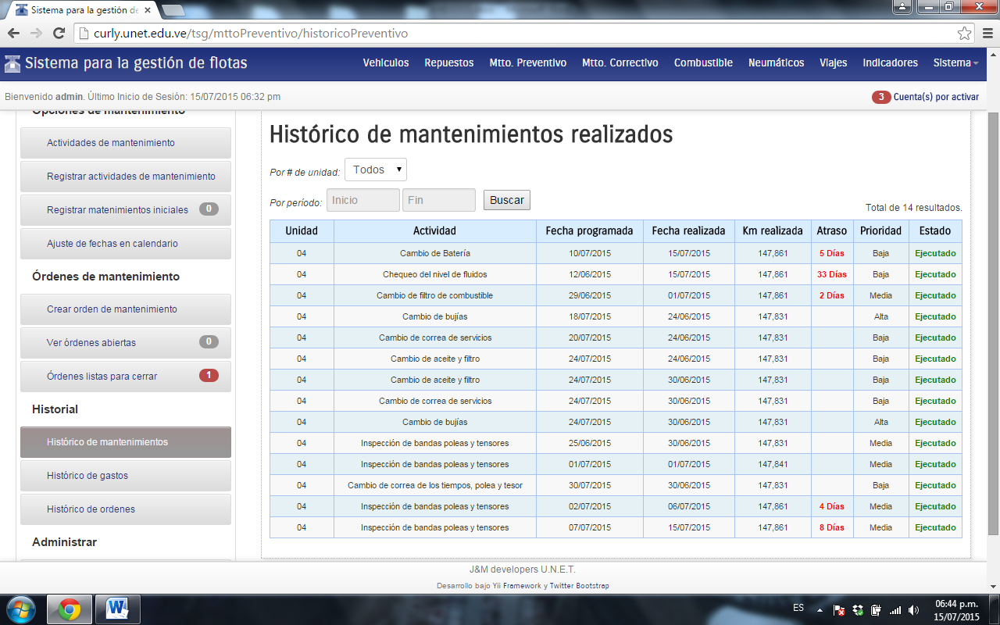 Sistema para la gestión de
curly.unet.edu.ve/tsg/mttoPreventivo/historicoPreventivo
Sistema para la gestión de flotas
Vehiculos Repuestos Mtto. Preventivo Mtto. Correctivo Combustible Neumáticos Viajes Indicadores Sistema
Bienvenido admin. Último Inicio de Sesión: 15/07/2015 06:32 pm
3 Cuenta(s) por activar
Opciones de mantenimiento
Actividades de mantenimiento
Registrar actividades de mantenimiento
Registrar matenimientos iniciales 0
Ajuste de fechas en calendario
Órdenes de mantenimiento
Crear orden de mantenimiento
Ver órdenes abiertas 0
Órdenes listas para cerrar 1
Historial
Histórico de mantenimientos
Histórico de gastos
Histórico de ordenes
Administrar
Histórico de mantenimientos realizados
Por # de unidad: Todos
Por período: Inicio Fin Buscar
Total de 14 resultados.
Unidad Actividad Fecha programada Fecha realizada Km realizada Atraso Prioridad Estado
04 Cambio de Batería 10/07/2015 15/07/2015 147,861 5 Días Baja Ejecutado
04 Chequeo del nivel de fluidos 12/06/2015 15/07/2015 147,861 33 Días Baja Ejecutado
04 Cambio de filtro de combustible 29/06/2015 01/07/2015 147,861 2 Días Media Ejecutado
04 Cambio de bujías 18/07/2015 24/06/2015 147,831 Alta Ejecutado
04 Cambio de correa de servicios 20/07/2015 24/06/2015 147,831 Baja Ejecutado
04 Cambio de aceite y filtro 24/07/2015 24/06/2015 147,831 Baja Ejecutado
04 Cambio de aceite y filtro 24/07/2015 30/06/2015 147,831 Baja Ejecutado
04 Cambio de correa de servicios 24/07/2015 30/06/2015 147,831 Baja Ejecutado
04 Cambio de bujías 24/07/2015 30/06/2015 147,831 Alta Ejecutado
04 Inspección de bandas poleas y tensores 25/06/2015 30/06/2015 147,831 Media Ejecutado
04 Inspección de bandas poleas y tensores 01/07/2015 01/07/2015 147,841 Media Ejecutado
04 Cambio de correa de los tiempos, polea y tesor 30/07/2015 30/06/2015 147,831 Baja Ejecutado
04 Inspección de bandas poleas y tensores 02/07/2015 06/07/2015 147,861 4 Días Media Ejecutado
04 Inspección de bandas poleas y tensores 07/07/2015 15/07/2015 147,861 8 Días Media Ejecutado
J&M developers U.N.E.T.
Desarrollo bajo Yii Framework y Twitter Bootstrap
ES
06:44 p.m.
15/07/2015